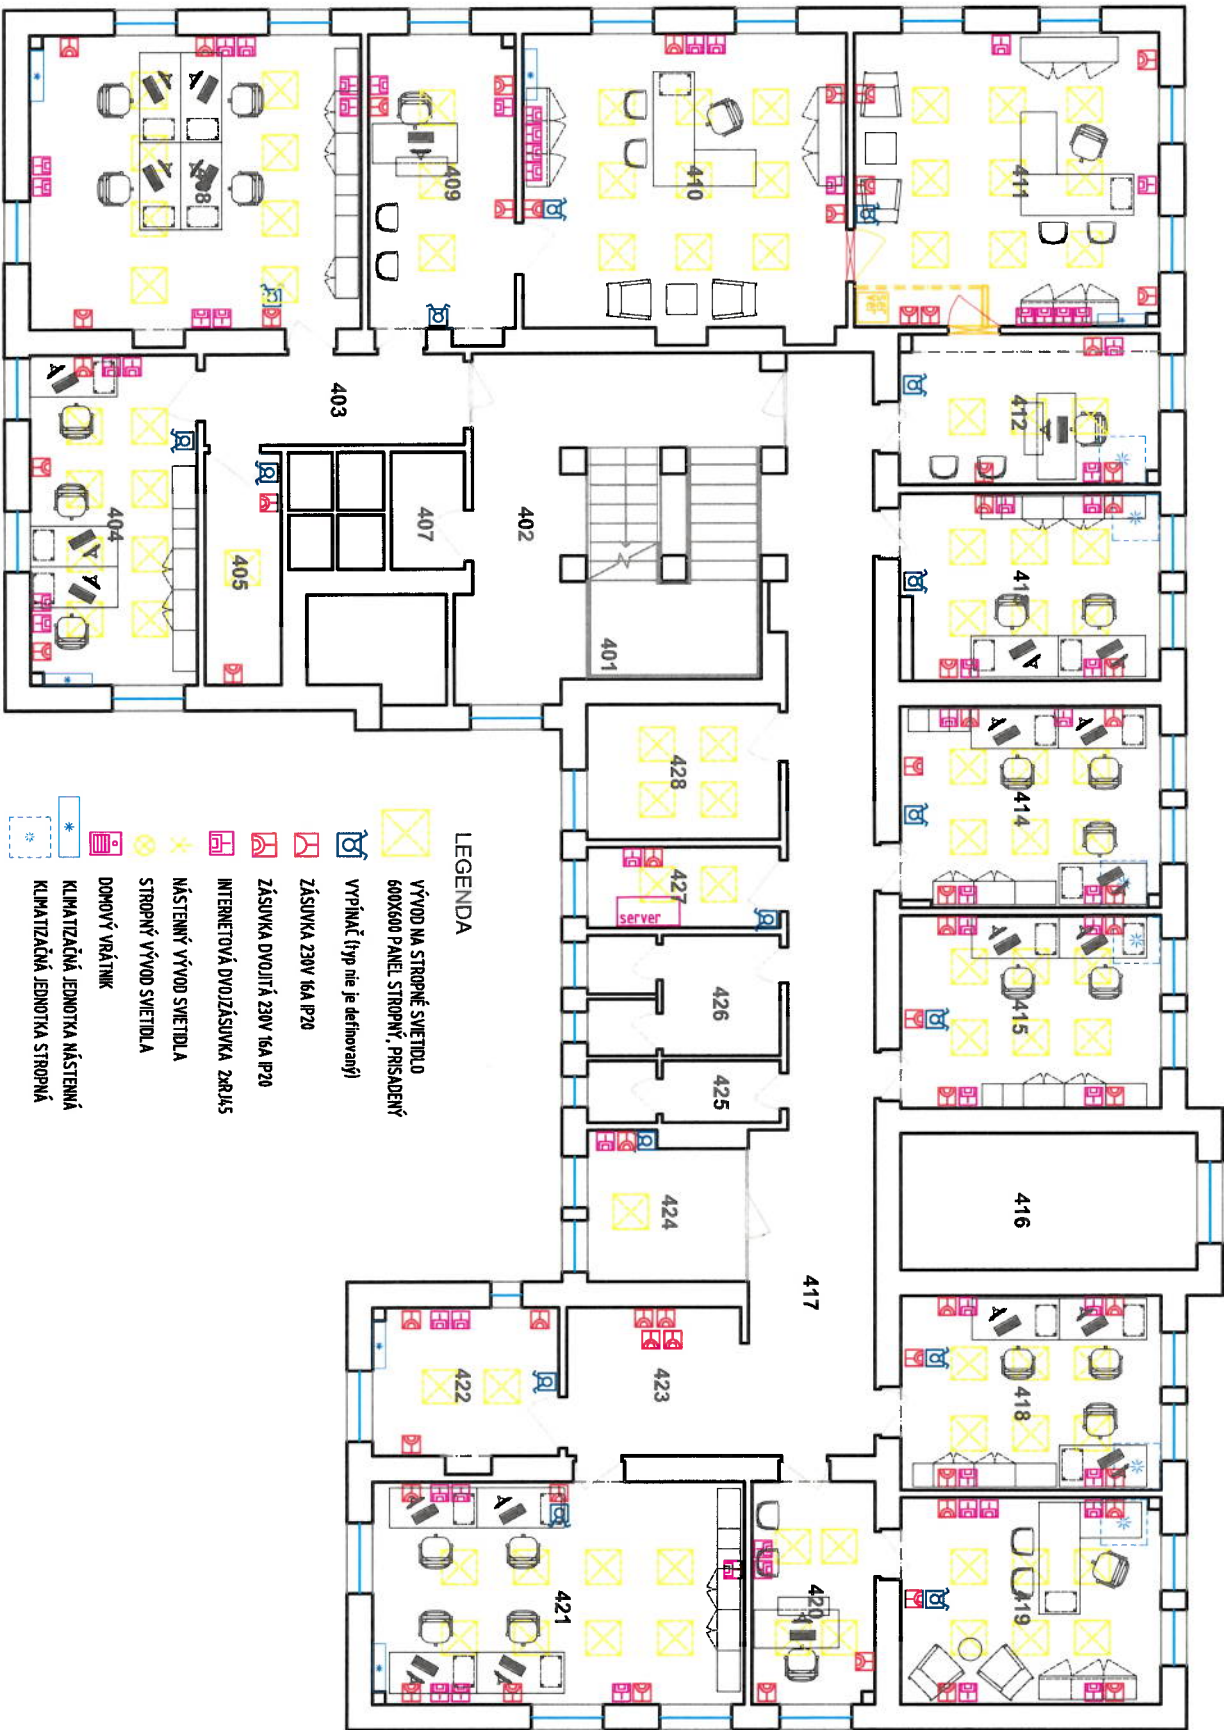 408
409
410
411
403
404
405
407
402
401
412
413
414
415
416
417
418
419
420
421
422
423
424
425
426
427
server
428
LEGENDA
VÝVOD NA STROPNÉ SVIETIDLO
600X600 PANEL STROPNÝ, PRISADENÝ
VYPÍNAČ (typ nie je definovaný)
ZÁSUVKA 230V 16A IP20
ZÁSUVKA DVOJITÁ 230V 16A IP20
INTERNETOVÁ DVOJZÁSUVKA 2xRJ45
NÁSTENNÝ VÝVOD SVIETIDLA
STROPNÝ VÝVOD SVIETIDLA
DOMOVÝ VRÁTNIK
KLIMATIZAČNÁ JEDNOTKA NÁSTENNÁ
KLIMATIZAČNÁ JEDNOTKA STROPNÁ